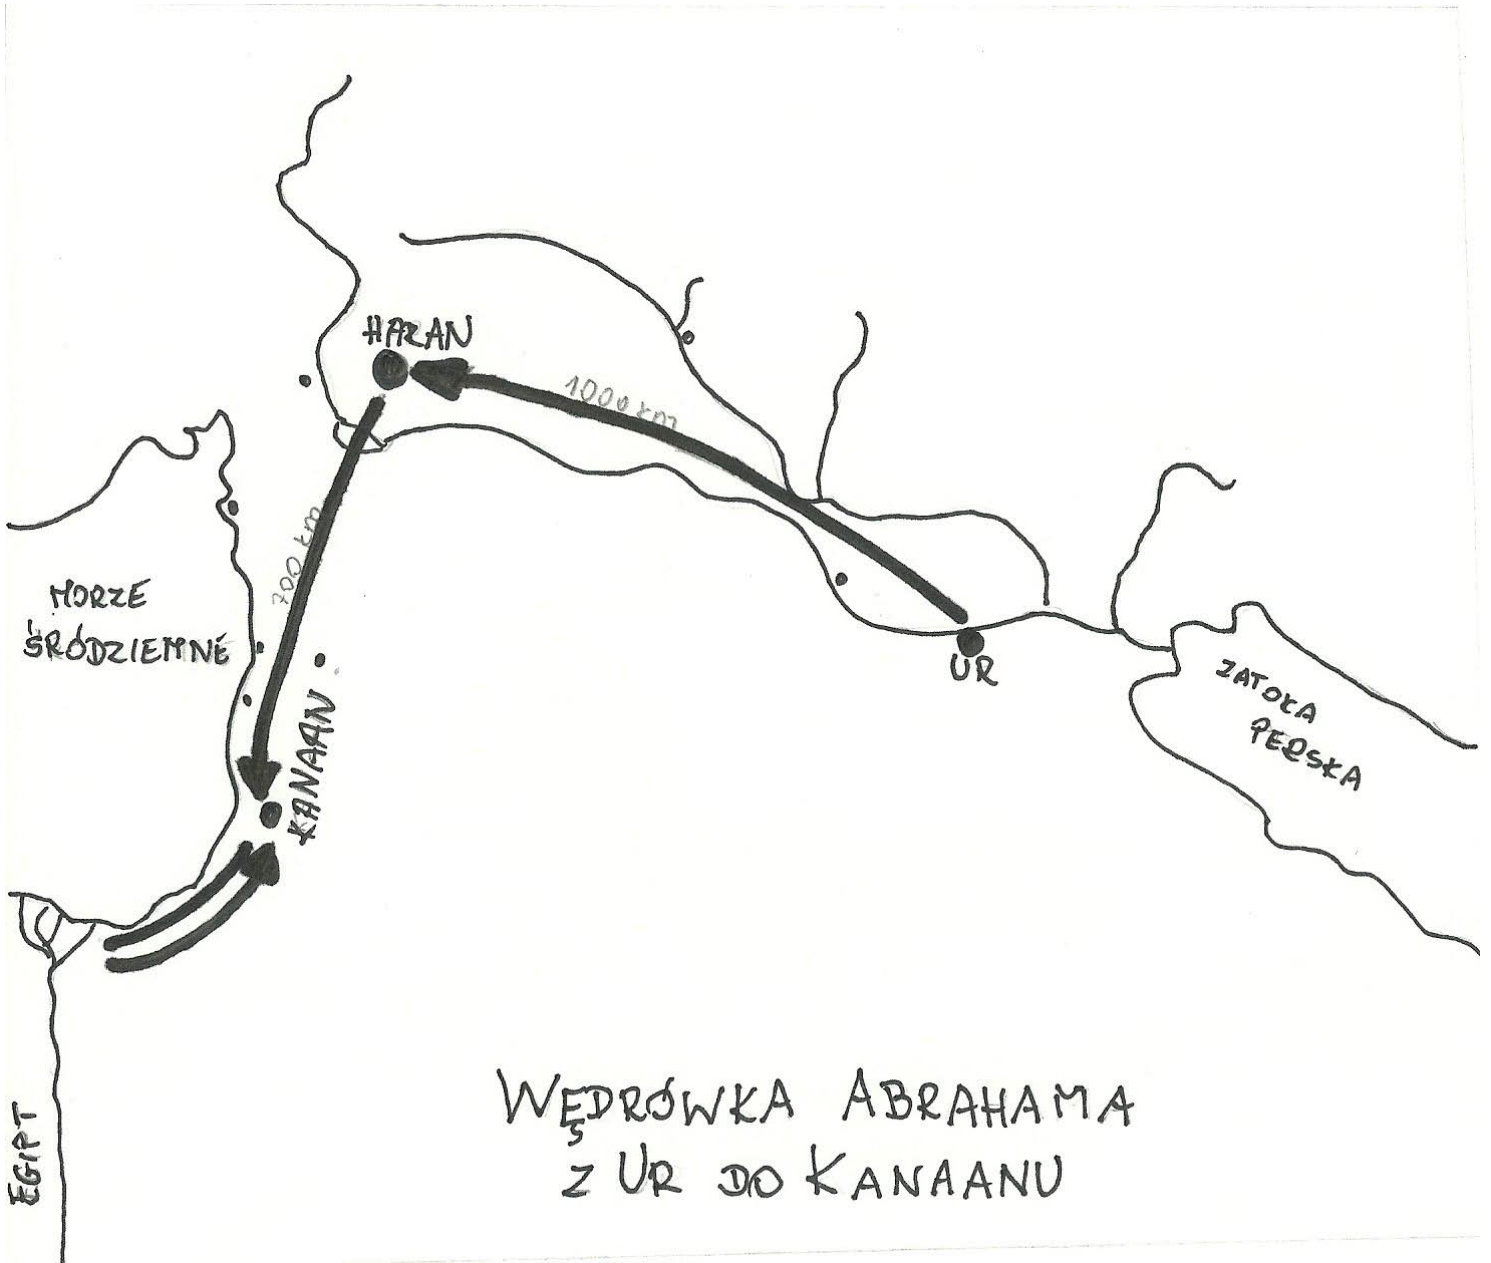 HARAN
1000 km
700 km
MORZE
ŚRÓDZIEMNE
KANAAN
UR
ZATOKA
PERSKA
EGIPT
WĘDRÓWKA ABRAHAMA
Z UR DO KANAANU